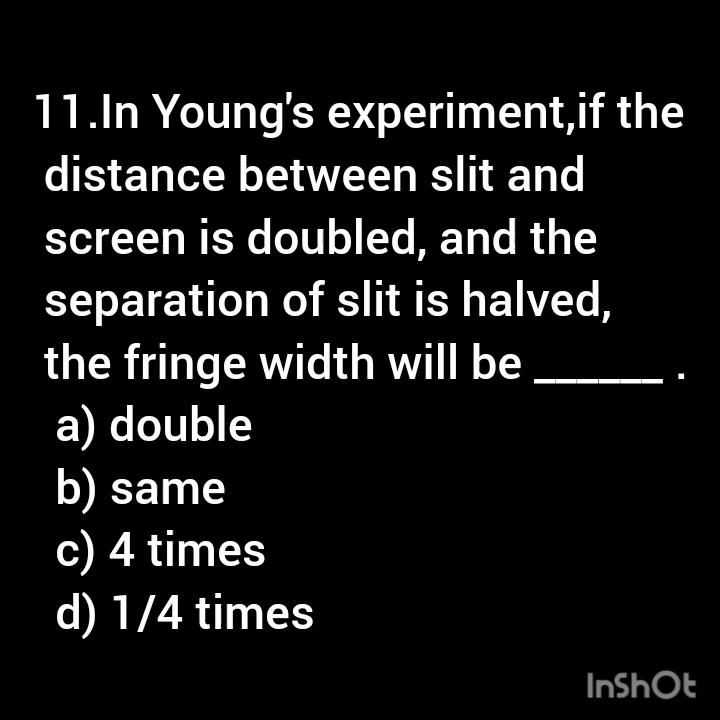 11.In Young's experiment,if the
distance between slit and
screen is doubled, and the
separation of slit is halved,
the fringe width will be ______ .
a) double
b) same
c) 4 times
d) 1/4 times
InShOt